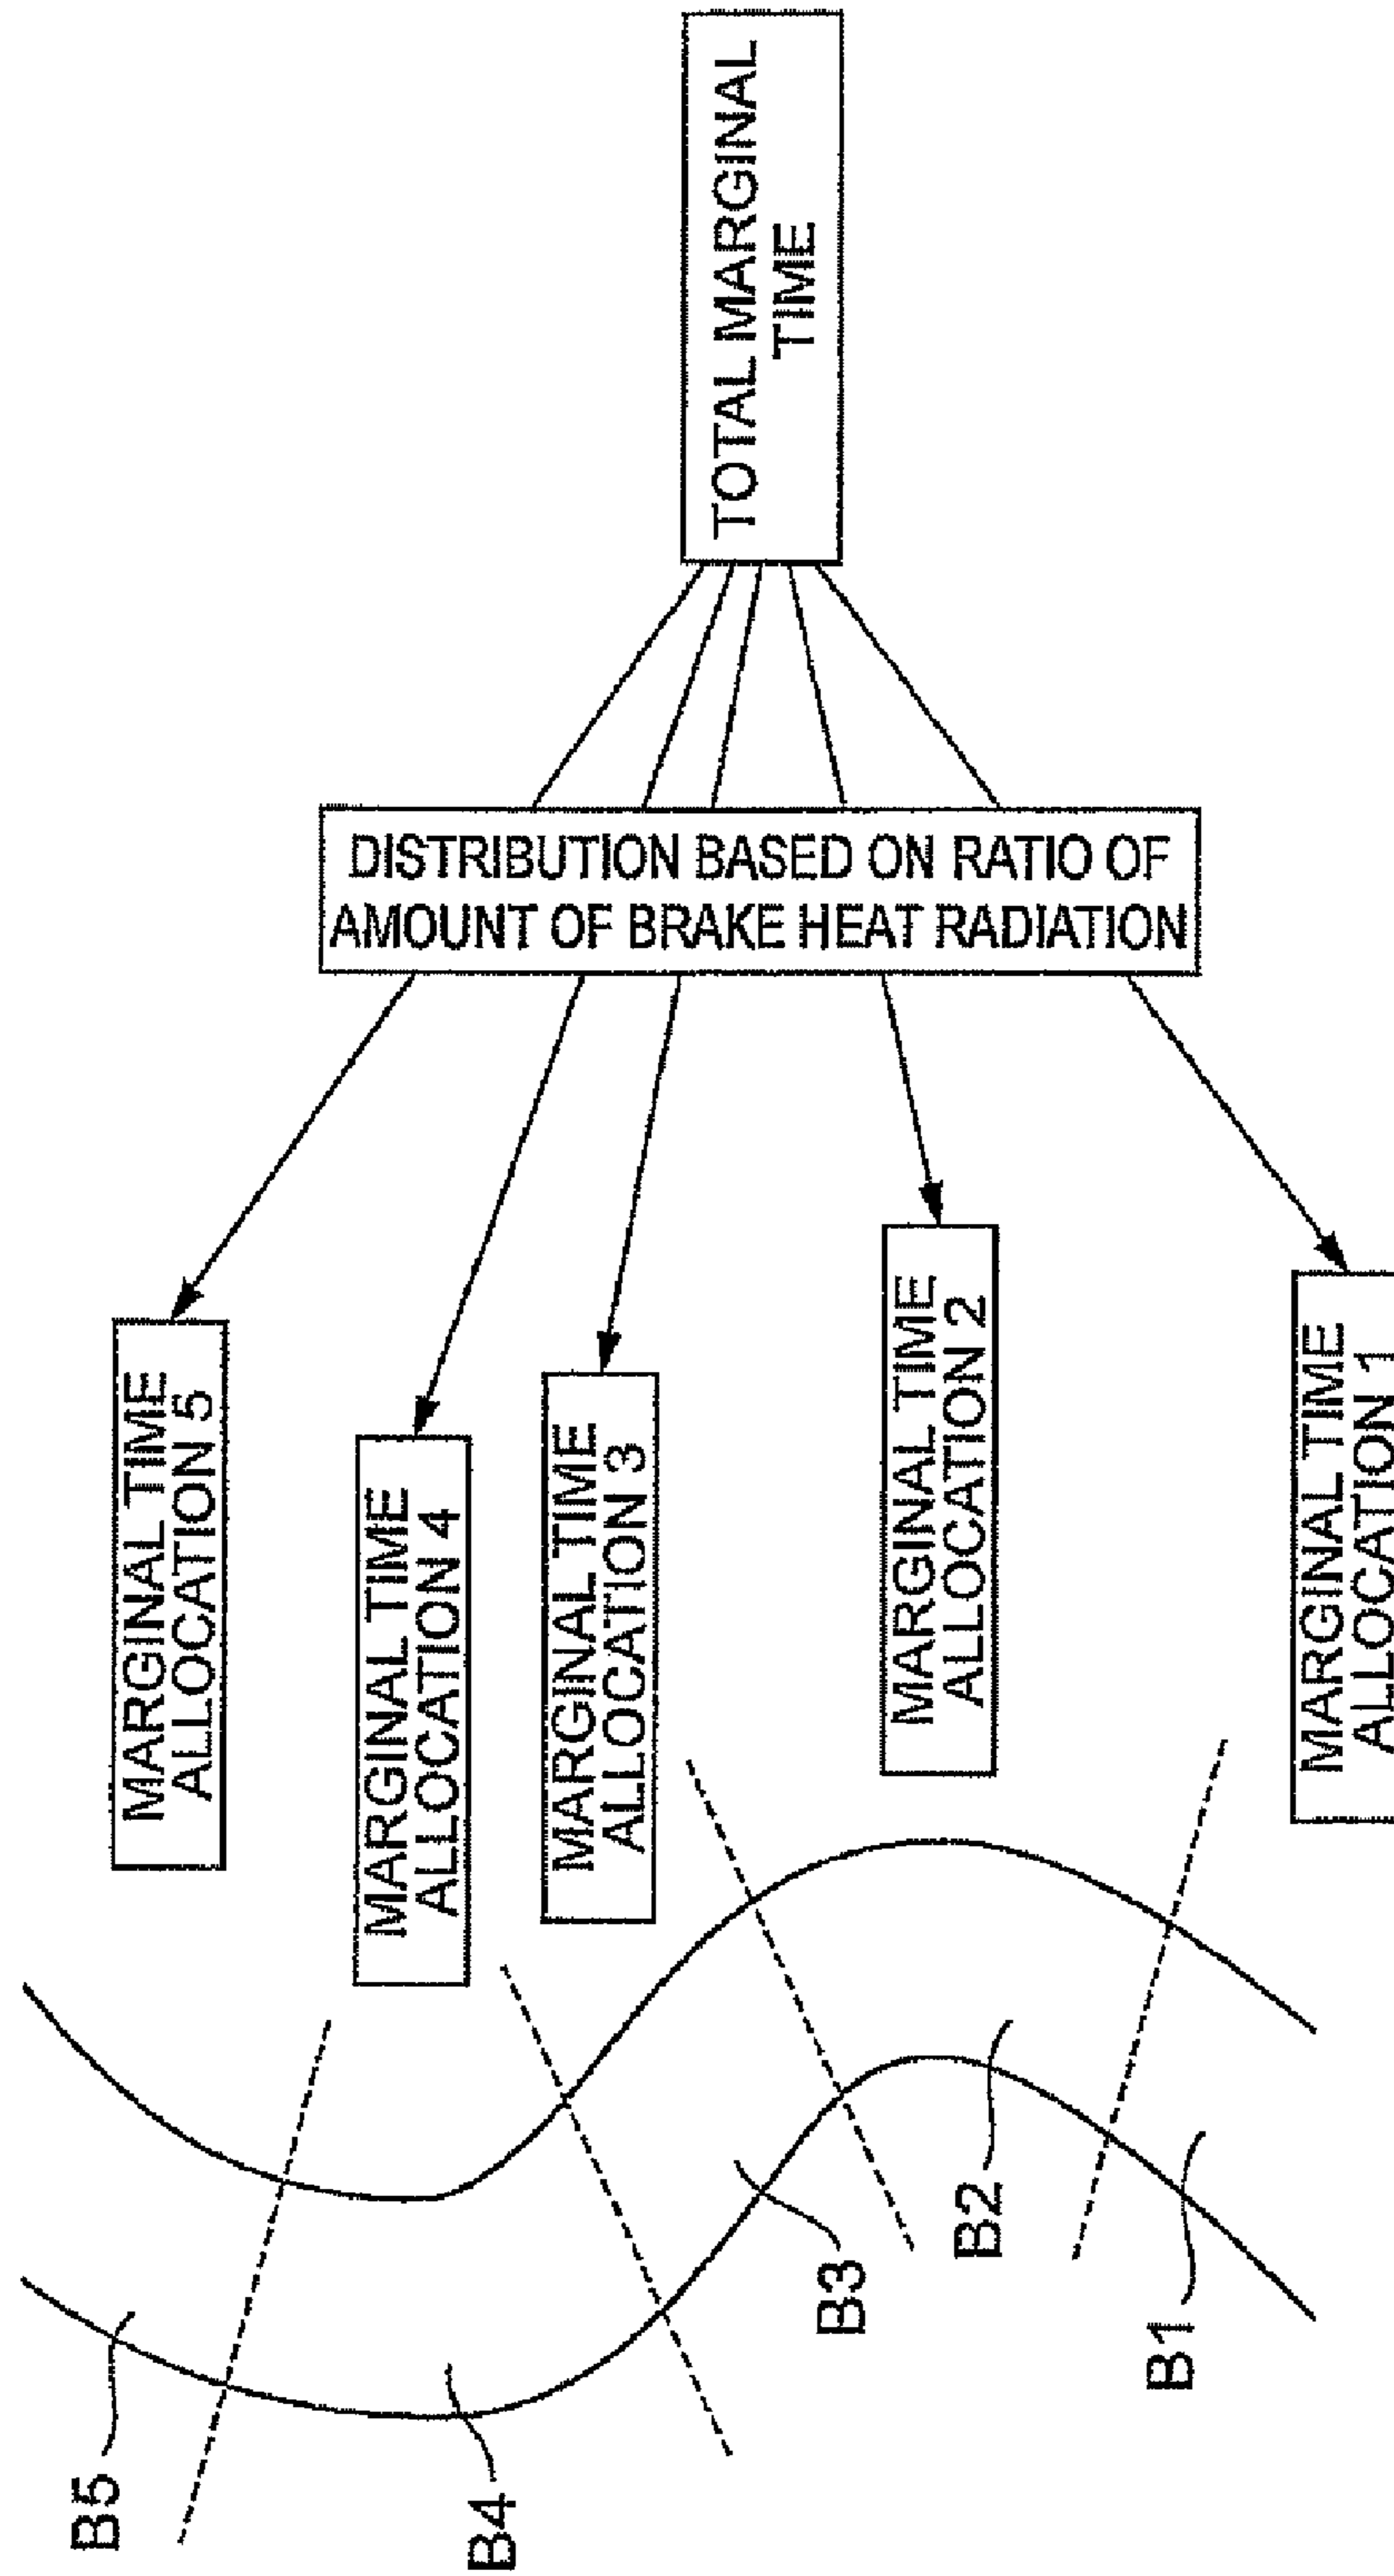 TOTAL MARGINAL
TIME
DISTRIBUTION BASED ON RATIO OF
AMOUNT OF BRAKE HEAT RADIATION
MARGINAL TIME
ALLOCATION 5
MARGINAL TIME
ALLOCATION 4
MARGINAL TIME
ALLOCATION 3
MARGINAL TIME
ALLOCATION 2
MARGINAL TIME
ALLOCATION 1
B5
B4
B3
B2
B1